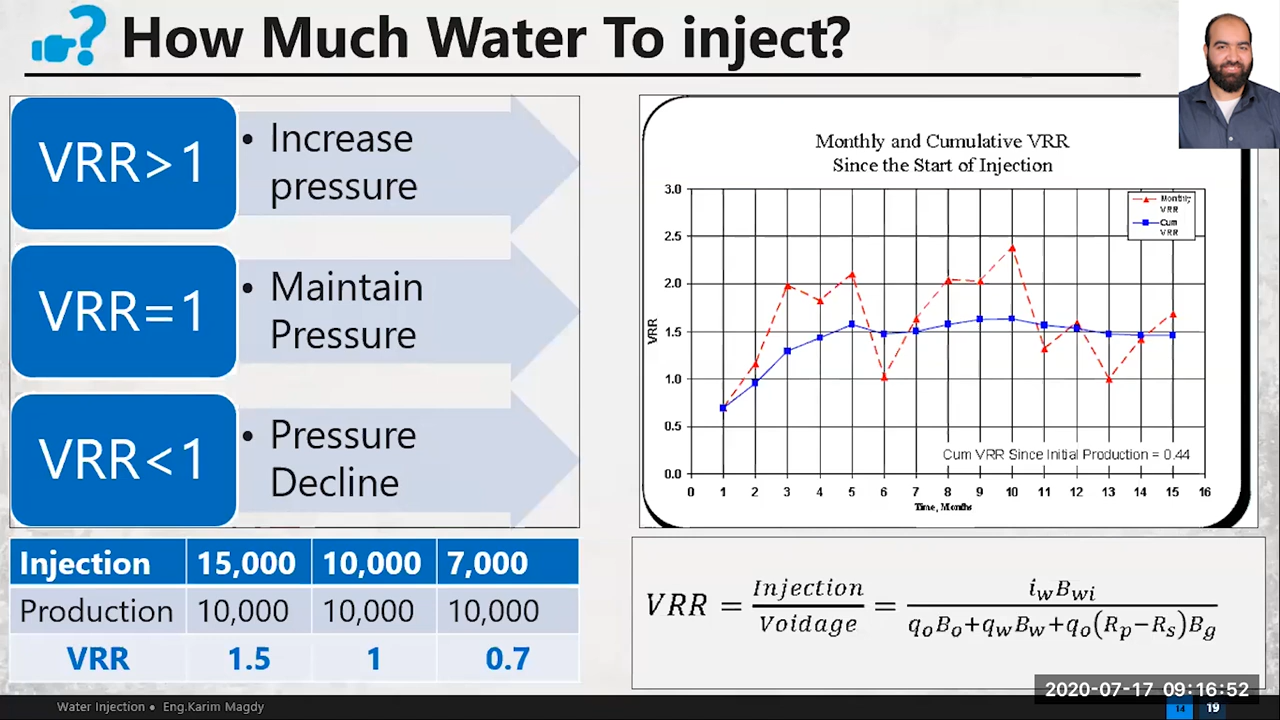 How Much Water To inject?
VRR>1
• Increase
pressure
VRR=1
• Maintain
Pressure
VRR<1
• Pressure
Decline
Injection 15,000 10,000 7,000
Production 10,000 10,000 10,000
VRR 1.5 1 0.7
Monthly and Cumulative VRR
Since the Start of Injection
Monthly
VRR
Cum
VRR
3.0
2.5
2.0
1.5
1.0
0.5
0.0
VRR
Cum VRR Since Initial Production = 0.44
0 1 2 3 4 5 6 7 8 9 10 11 12 13 14 15 16
Time, Months
VRR = Injection / Voidage = i_w B_wi / q_o B_o + q_w B_w + q_o (R_p − R_s) B_g
2020-07-17 09:16:52
Water Injection • Eng.Karim Magdy
14 19